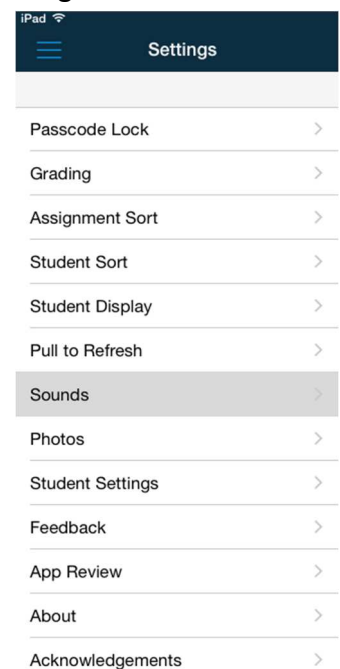 iPad
Settings
Passcode Lock
Grading
Assignment Sort
Student Sort
Student Display
Pull to Refresh
Sounds
Photos
Student Settings
Feedback
App Review
About
Acknowledgements